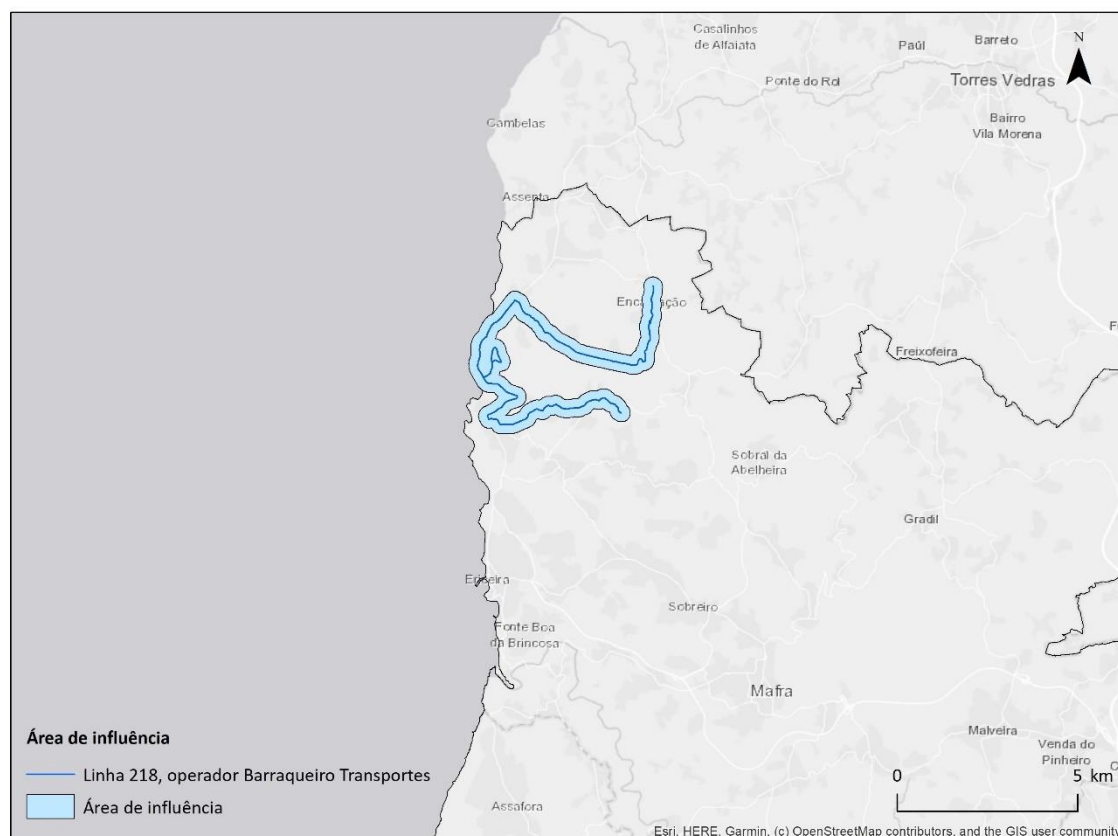 Casalinhos
de Alfaiata
Paúl
Barreto
N
Ponte do Rol
Torres Vedras
Bairro
Vila Morena
Cambelas
Assenta
Encarnação
Freixofeira
Sobral da
Abelheira
Gradil
Ericeira
Sobreiro
Fonte Boa
da Brincosa
Mafra
Malveira
Venda do
Pinheiro
Assafora
Área de influência
Linha 218, operador Barraqueiro Transportes
Área de influência
0 5 km
Esri, HERE, Garmin, (c) OpenStreetMap contributors, and the GIS user community